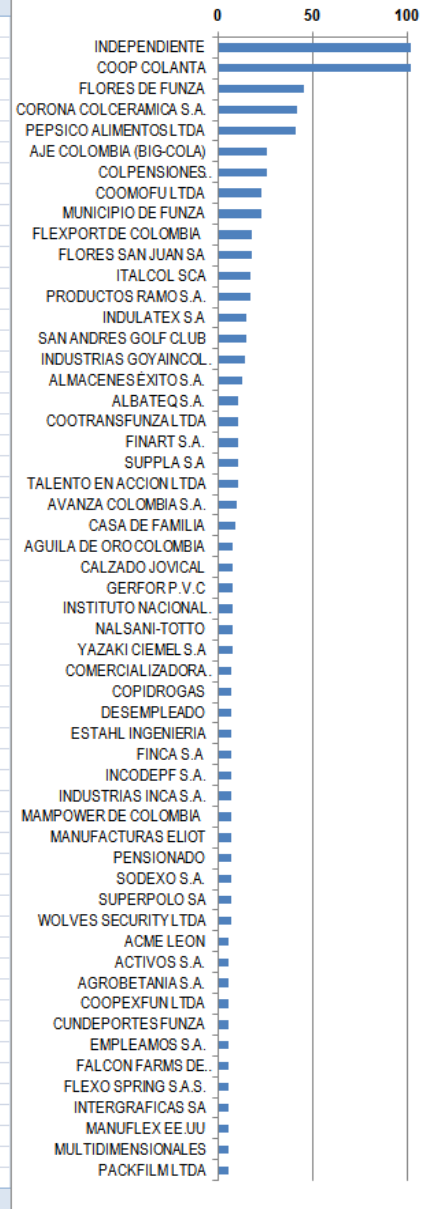 0 50 100
INDEPENDIENTE
COOP COLANTA
FLORES DE FUNZA
CORONA COLCERAMICA S.A.
PEPSICO ALIMENTOS LTDA
AJE COLOMBIA (BIG-COLA)
COLPENSIONES..
COOMOFU LTDA
MUNICIPIO DE FUNZA
FLEXPORT DE COLOMBIA
FLORES SAN JUAN SA
ITALCOL SCA
PRODUCTOS RAMO S.A.
INDULATEX S.A
SAN ANDRES GOLF CLUB
INDUSTRIAS GOYAINCOL.
ALMACENES ÉXITO S.A.
ALBATEQ S.A.
COOTRANSFUNZA LTDA
FINART S.A.
SUPPLA S.A
TALENTO EN ACCION LTDA
AVANZA COLOMBIA S.A.
CASA DE FAMILIA
AGUILA DE ORO COLOMBIA
CALZADO JOVICAL
GERFOR P.V.C
INSTITUTO NACIONAL.
NALSANI-TOTTO
YAZAKI CIEMEL S.A
COMERCIALIZADORA..
COPIDROGAS
DESEMPLEADO
ESTAHL INGENIERIA
FINCA S.A
INCODEPF S.A.
INDUSTRIAS INCA S.A.
MAMPOWER DE COLOMBIA
MANUFACTURAS ELIOT
PENSIONADO
SODEXO S.A.
SUPERPOLO SA
WOLVES SECURITY LTDA
ACME LEON
ACTIVOS S.A.
AGROBETANIA S.A.
COOPEXFUN LTDA
CUNDEPORTES FUNZA
EMPLEAMOS S.A.
FALCON FARMS DE..
FLEXO SPRING S.A.S.
INTERGRAFICAS SA
MANUFLEX EE.UU
MULTIDIMENSIONALES
PACKFILM LTDA